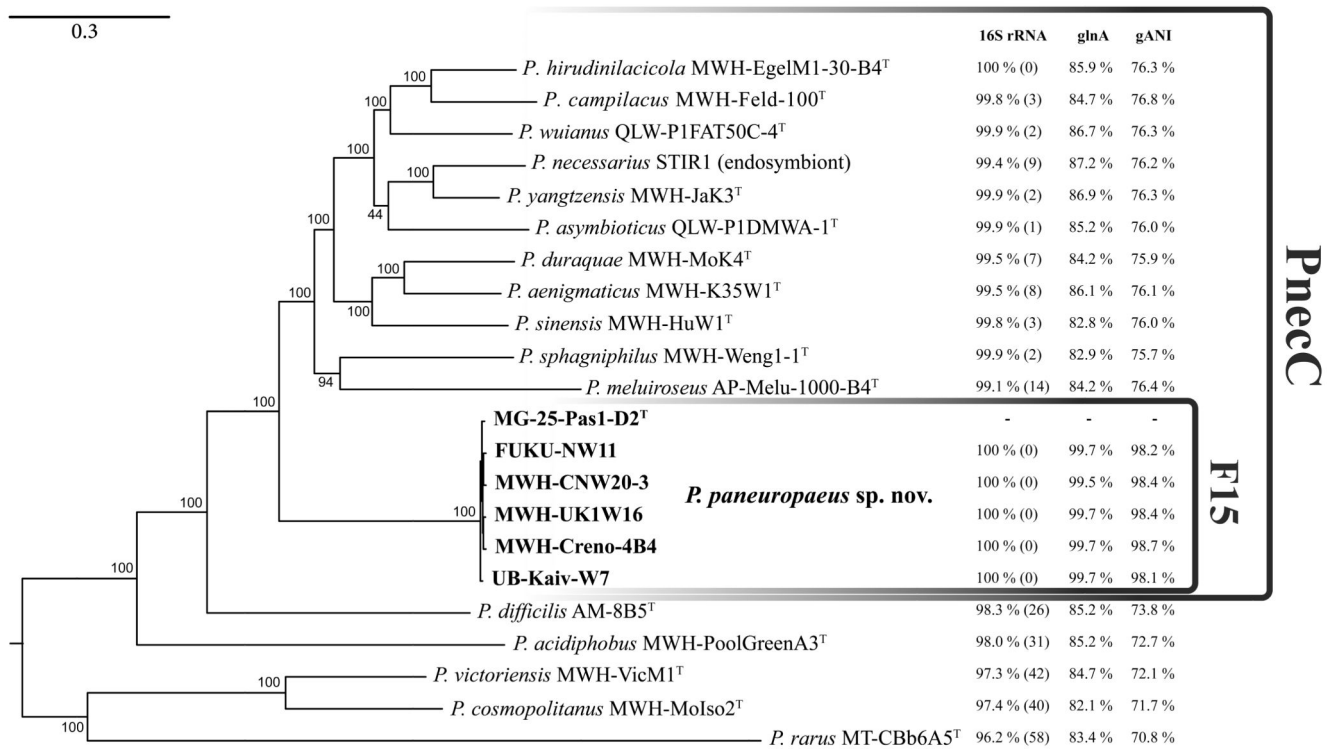 0.3
16S rRNA glnA gANI
100 P. hirudinilacicola MWH-EgelM1-30-B4ᵀ 100 % (0) 85.9 % 76.3 %
100 P. campilacus MWH-Feld-100ᵀ 99.8 % (3) 84.7 % 76.8 %
100 P. wuianus QLW-P1FAT50C-4ᵀ 99.9 % (2) 86.7 % 76.3 %
100 P. necessarius STIR1 (endosymbiont) 99.4 % (9) 87.2 % 76.2 %
100 P. yangtzensis MWH-JaK3ᵀ 99.9 % (2) 86.9 % 76.3 %
44 P. asymbioticus QLW-P1DMWA-1ᵀ 99.9 % (1) 85.2 % 76.0 %
100 P. duraquae MWH-MoK4ᵀ 99.5 % (7) 84.2 % 75.9 %
100 P. aenigmaticus MWH-K35W1ᵀ 99.5 % (8) 86.1 % 76.1 %
100 P. sinensis MWH-HuW1ᵀ 99.8 % (3) 82.8 % 76.0 %
P. sphagniphilus MWH-Weng1-1ᵀ 99.9 % (2) 82.9 % 75.7 %
94 P. meluiroseus AP-Melu-1000-B4ᵀ 99.1 % (14) 84.2 % 76.4 %
100 MG-25-Pas1-D2ᵀ - - -
FUKU-NW11 100 % (0) 99.7 % 98.2 %
MWH-CNW20-3 100 % (0) 99.5 % 98.4 %
P. paneuropaeus sp. nov.
100 MWH-UK1W16 100 % (0) 99.7 % 98.4 %
100 MWH-Creno-4B4 100 % (0) 99.7 % 98.7 %
UB-Kaiv-W7 100 % (0) 99.7 % 98.1 %
100 P. difficilis AM-8B5ᵀ 98.3 % (26) 85.2 % 73.8 %
P. acidiphobus MWH-PoolGreenA3ᵀ 98.0 % (31) 85.2 % 72.7 %
100 P. victoriensis MWH-VicM1ᵀ 97.3 % (42) 84.7 % 72.1 %
P. cosmopolitanus MWH-MoIso2ᵀ 97.4 % (40) 82.1 % 71.7 %
100 P. rarus MT-CBb6A5ᵀ 96.2 % (58) 83.4 % 70.8 %
F15
PnecC